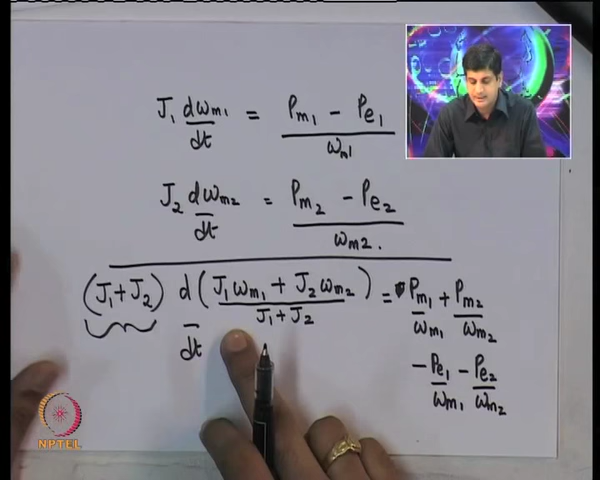 J₁ dωm₁/dt = (Pm₁ − Pe₁)/ωm₁
J₂ dωm₂/dt = (Pm₂ − Pe₂)/ωm₂.
(J₁+J₂) d/dt ((J₁ωm₁ + J₂ωm₂)/(J₁+J₂)) = Pm₁/ωm₁ + Pm₂/ωm₂
− Pe₁/ωm₁ − Pe₂/ωm₂
NPTEL